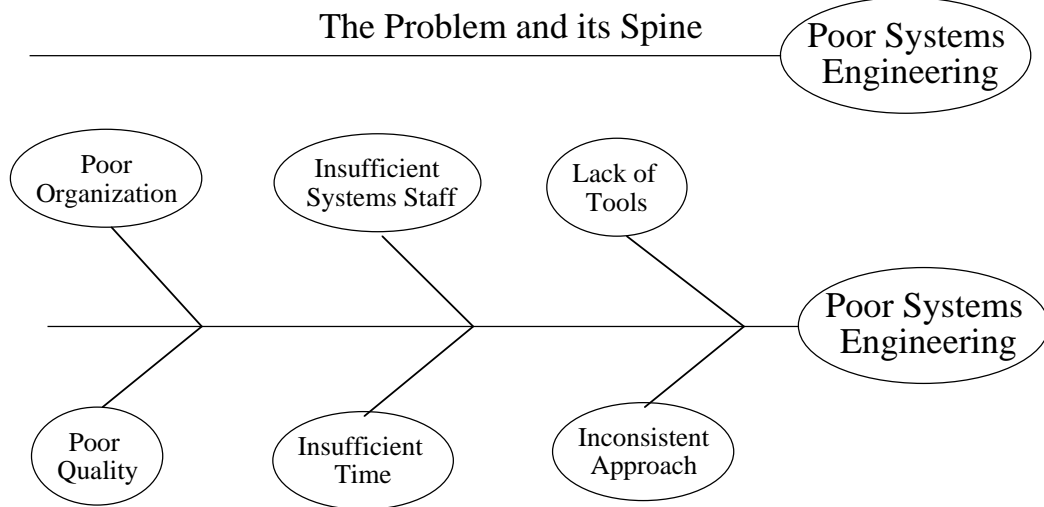 The Problem and its Spine
Poor Systems
Engineering
Poor
Organization
Insufficient
Systems Staff
Lack of
Tools
Poor Systems
Engineering
Poor
Quality
Insufficient
Time
Inconsistent
Approach